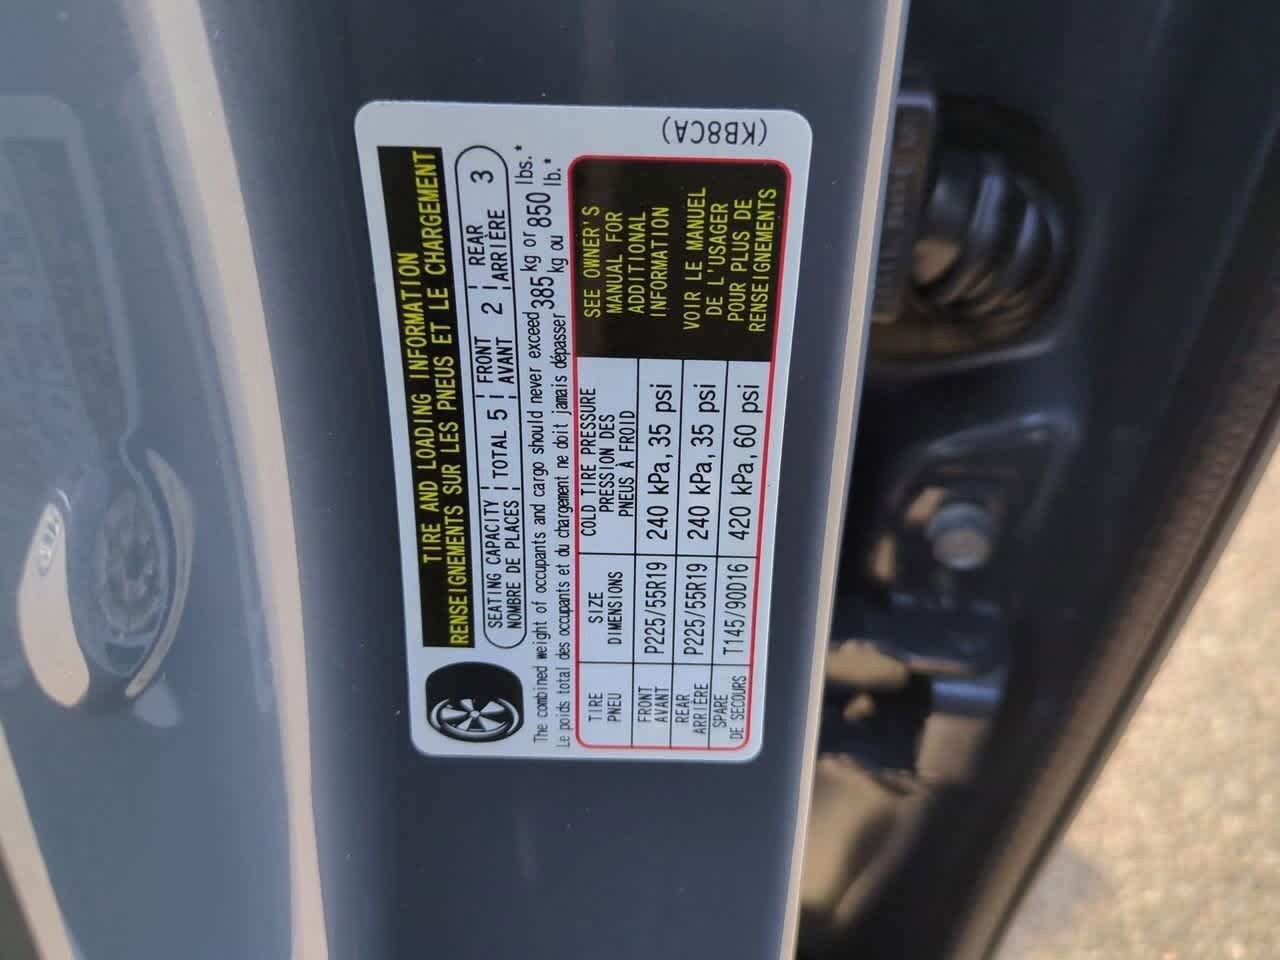 (KB8CA)
TIRE AND LOADING INFORMATION
RENSEIGNEMENTS SUR LES PNEUS ET LE CHARGEMENT
SEATING CAPACITY | TOTAL 5 | FRONT 2 | REAR 3
NOMBRE DE PLACES | AVANT | ARRIÈRE
The combined weight of occupants and cargo should never exceed 385 kg or 850 lbs.*
Le poids total des occupants et du chargement ne doit jamais dépasser kg ou lb.*
TIRE
PNEU
SIZE
DIMENSIONS
COLD TIRE PRESSURE
PRESSION DES
PNEUS À FROID
SEE OWNER'S
MANUAL FOR
ADDITIONAL
INFORMATION
VOIR LE MANUEL
DE L'USAGER
POUR PLUS DE
RENSEIGNEMENTS
FRONT
AVANT
P225/55R19
240 kPa, 35 psi
REAR
ARRIÈRE
P225/55R19
240 kPa, 35 psi
SPARE
DE SECOURS
T145/90D16
420 kPa, 60 psi